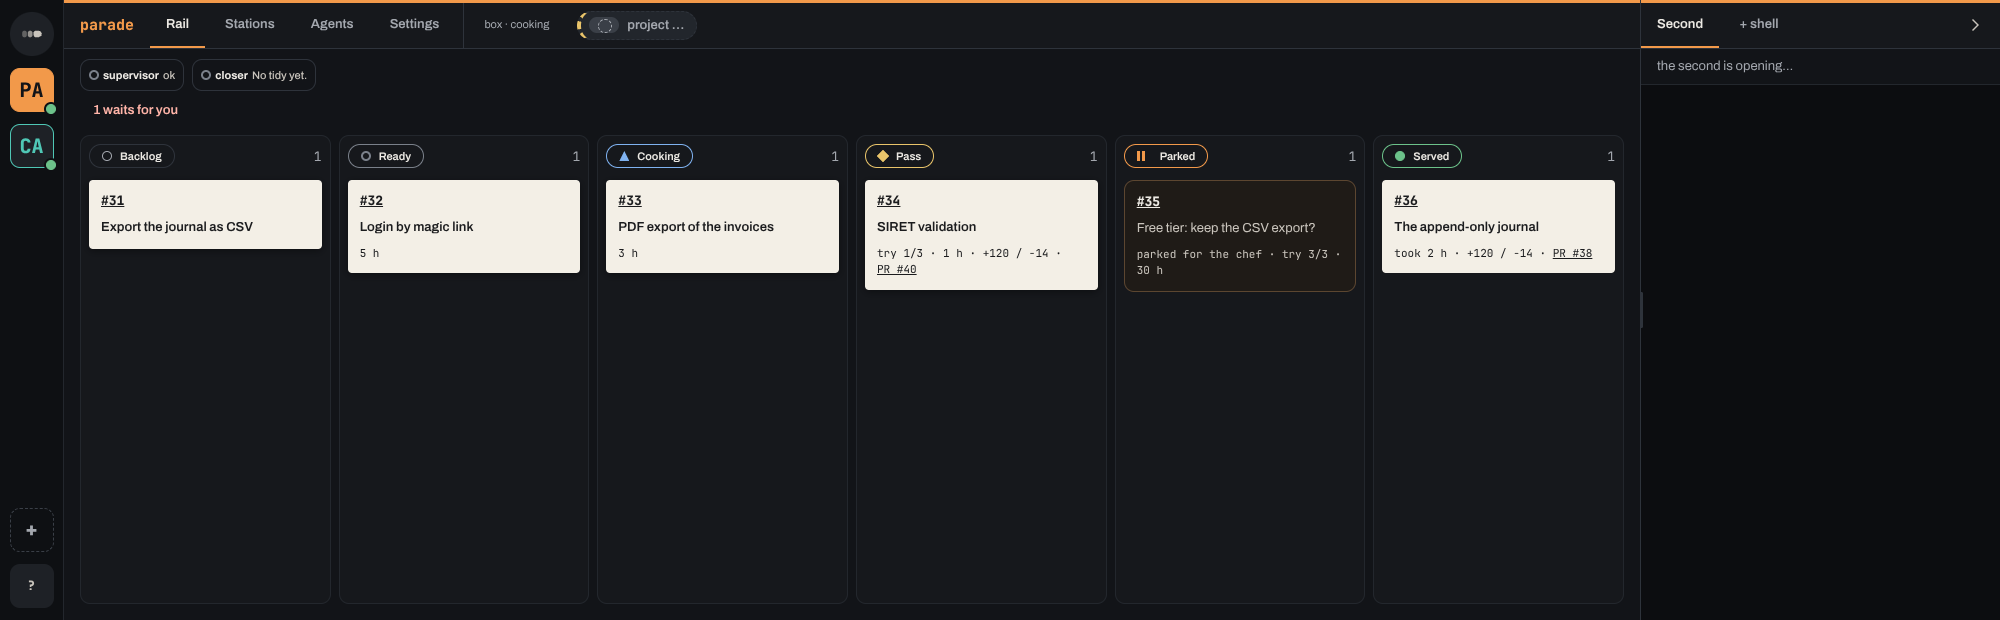 parade Rail Stations Agents Settings box · cooking project ...
Second + shell
PA
CA
+
?
supervisor ok closer No tidy yet.
1 waits for you
the second is opening...
Backlog 1
#31
Export the journal as CSV
Ready 1
#32
Login by magic link
5 h
Cooking 1
#33
PDF export of the invoices
3 h
Pass 1
#34
SIRET validation
try 1/3 · 1 h · +120 / -14 ·
PR #40
Parked 1
#35
Free tier: keep the CSV export?
parked for the chef · try 3/3 ·
30 h
Served 1
#36
The append-only journal
took 2 h · +120 / -14 · PR #38